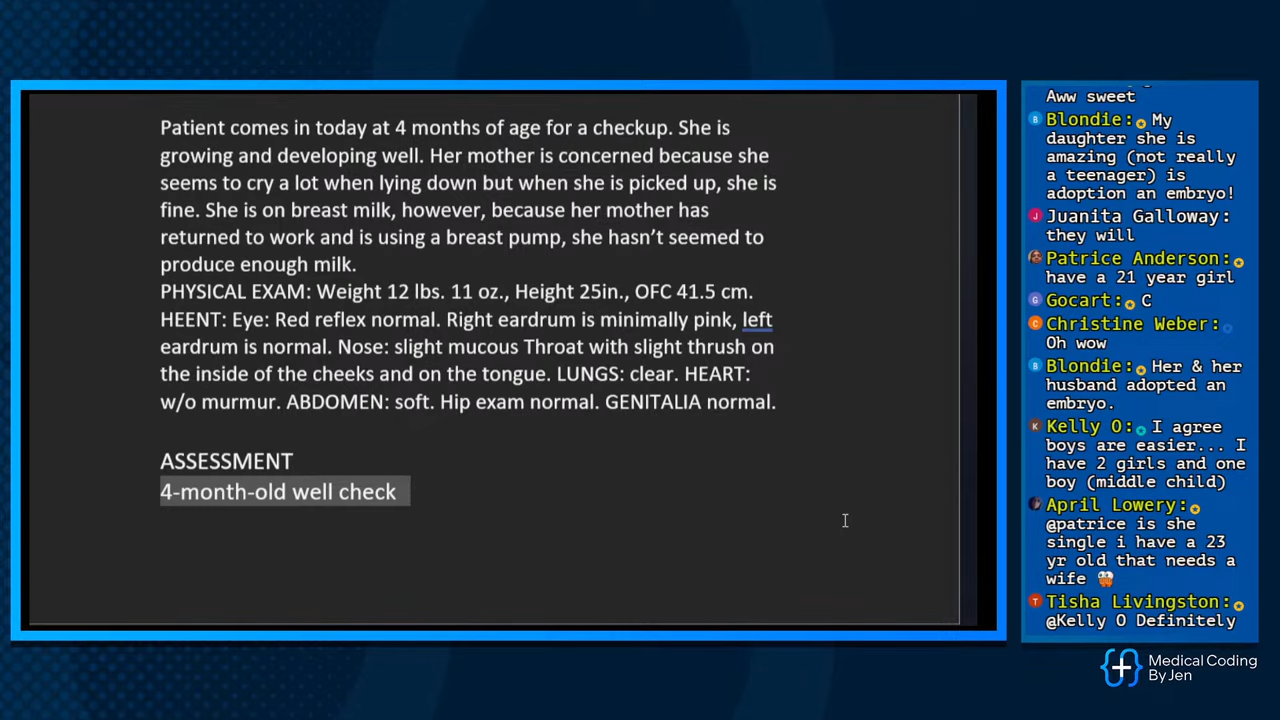 Patient comes in today at 4 months of age for a checkup. She is
growing and developing well. Her mother is concerned because she
seems to cry a lot when lying down but when she is picked up, she is
fine. She is on breast milk, however, because her mother has
returned to work and is using a breast pump, she hasn’t seemed to
produce enough milk.
PHYSICAL EXAM: Weight 12 lbs. 11 oz., Height 25in., OFC 41.5 cm.
HEENT: Eye: Red reflex normal. Right eardrum is minimally pink, left
eardrum is normal. Nose: slight mucous Throat with slight thrush on
the inside of the cheeks and on the tongue. LUNGS: clear. HEART:
w/o murmur. ABDOMEN: soft. Hip exam normal. GENITALIA normal.
ASSESSMENT
4-month-old well check
Aww sweet
B Blondie: My
daughter she is
amazing (not really
a teenager) is
adoption an embryo!
J Juanita Galloway:
they will
Patrice Anderson:
have a 21 year girl
G Gocart: C
C Christine Weber:
Oh wow
B Blondie: Her & her
husband adopted an
embryo.
K Kelly O: I agree
boys are easier... I
have 2 girls and one
boy (middle child)
April Lowery:
@patrice is she
single i have a 23
yr old that needs a
wife
T Tisha Livingston:
@Kelly O Definitely
Medical Coding
By Jen